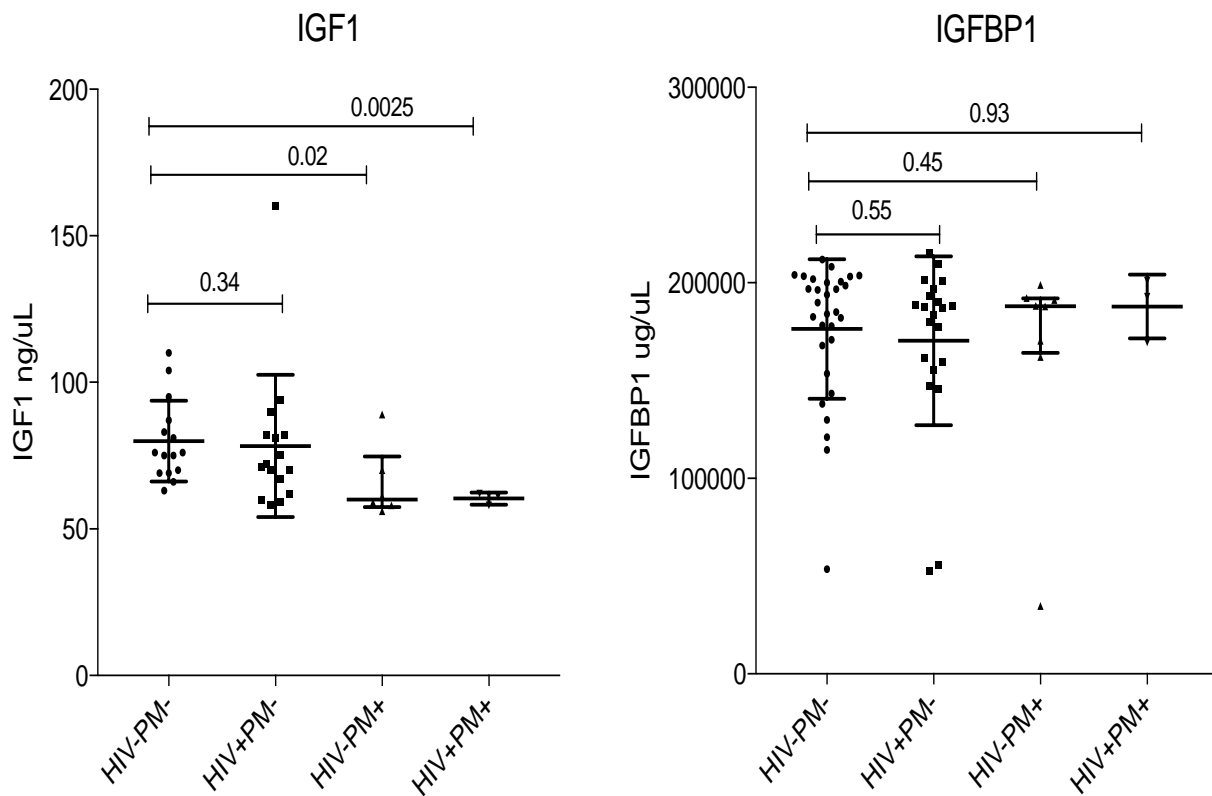 IGF1
200
150
100
50
0
IGF1 ng/uL
0.0025
0.02
0.34
HIV-PM-
HIV+PM-
HIV-PM+
HIV+PM+
IGFBP1
300000
200000
100000
0
IGFBP1 ug/uL
0.93
0.45
0.55
HIV-PM-
HIV+PM-
HIV-PM+
HIV+PM+